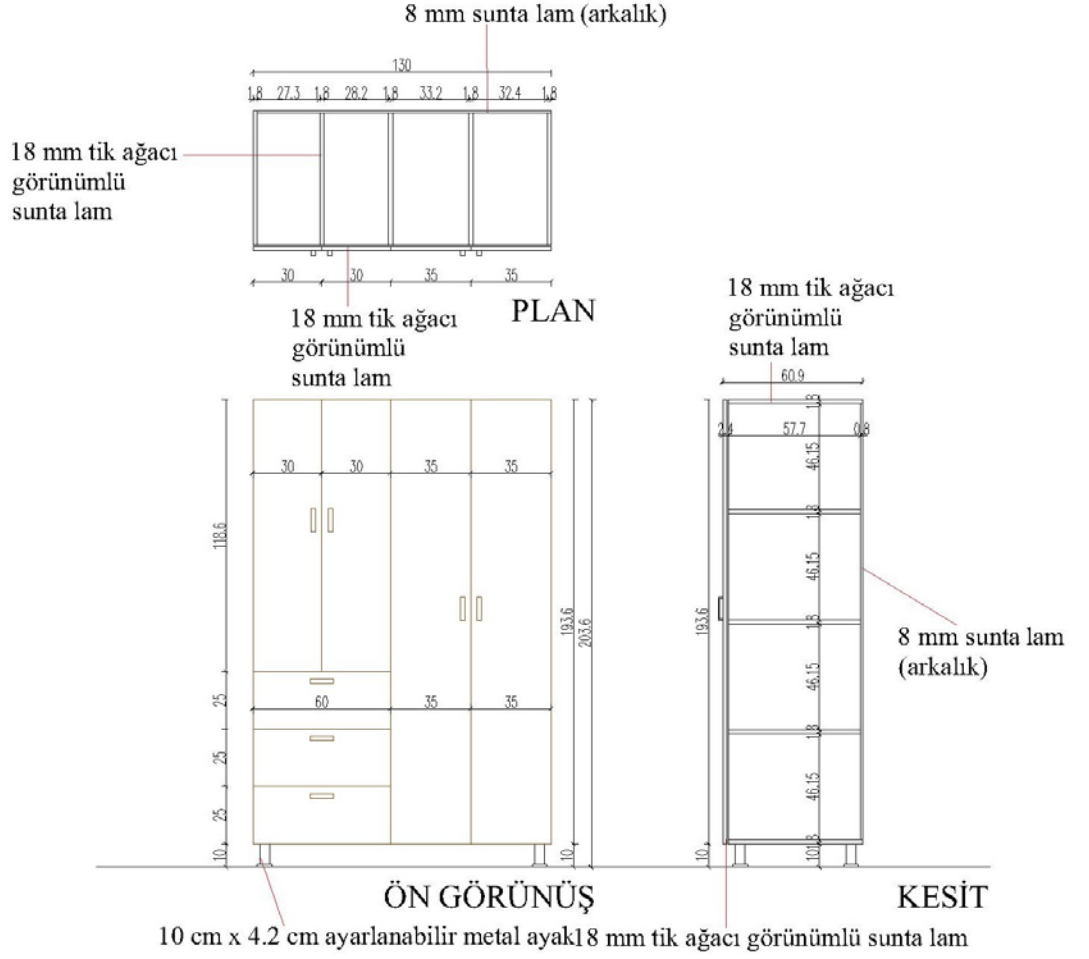 8 mm sunta lam (arkalık)
130
1.8 27.3 1.8 28.2 1.8 33.2 1.8 32.4 1.8
18 mm tik ağacı
görünümlü
sunta lam
30 30 35 35
PLAN
18 mm tik ağacı
görünümlü
sunta lam
18 mm tik ağacı
görünümlü
sunta lam
60.9
1.8
2.4 57.7 0.8
46.15
1.8
46.15
1.8
46.15
1.8
46.15
1.8
10
193.6
8 mm sunta lam
(arkalık)
30 30 35 35
118.6
25
25
25
10
60 35 35
193.6
203.6
10
ÖN GÖRÜNÜŞ
KESİT
10 cm x 4.2 cm ayarlanabilir metal ayak
18 mm tik ağacı görünümlü sunta lam